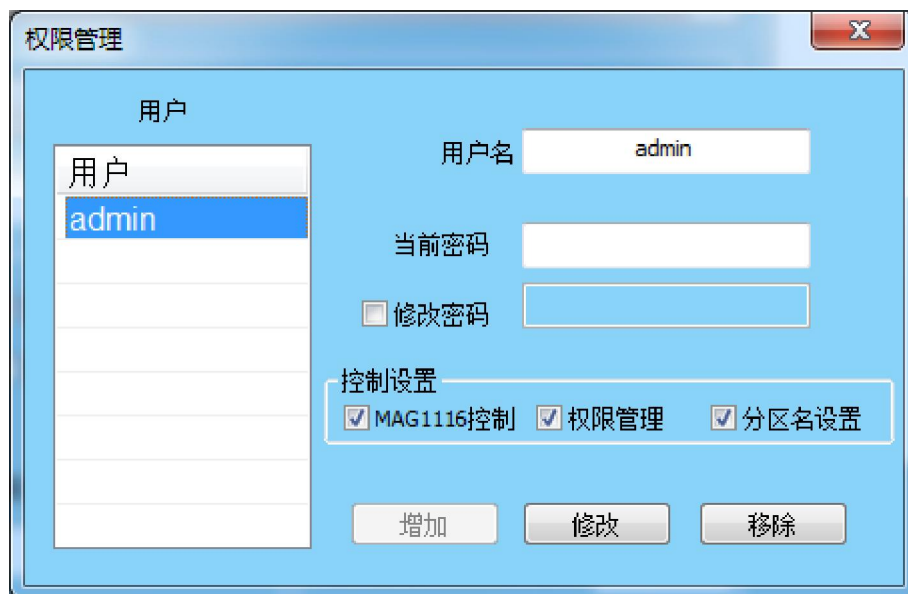 权限管理
用户
用户
admin
用户名 admin
当前密码
修改密码
控制设置
MAG1116控制 权限管理 分区名设置
增加 修改 移除